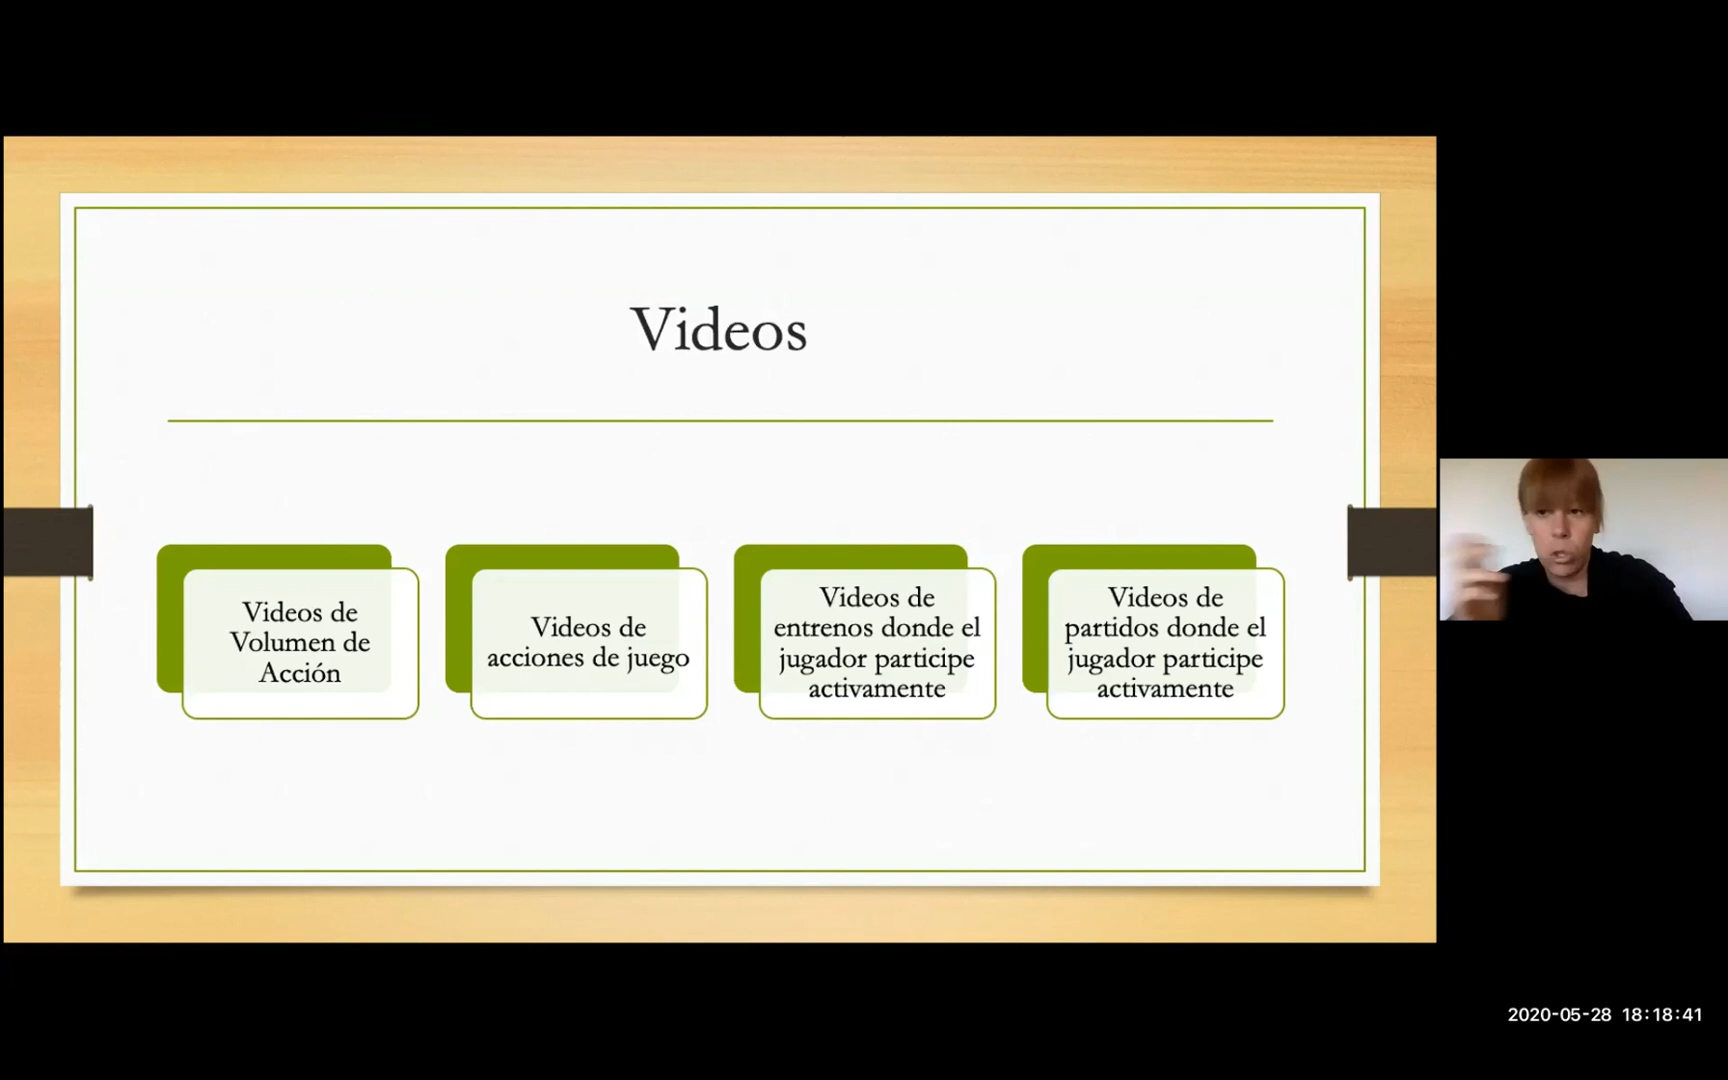 Videos
Videos de
Volumen de
Acción
Videos de
acciones de juego
Videos de
entrenos donde el
jugador participe
activamente
Videos de
partidos donde el
jugador participe
activamente
2020-05-28 18:18:41